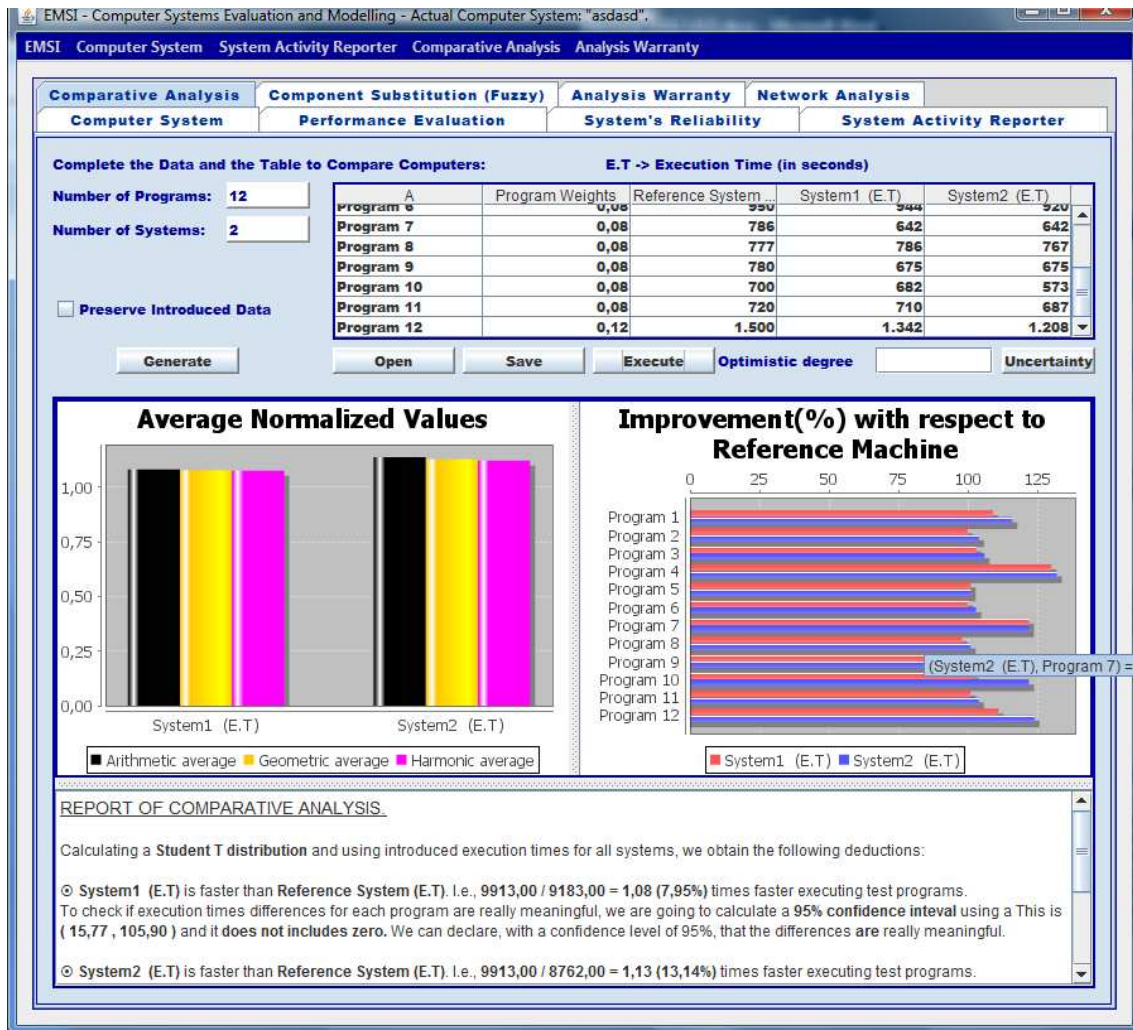 EMSI - Computer Systems Evaluation and Modelling - Actual Computer System: "asdasd".
EMSI Computer System System Activity Reporter Comparative Analysis Analysis Warranty
Comparative Analysis Component Substitution (Fuzzy) Analysis Warranty Network Analysis
Computer System Performance Evaluation System's Reliability System Activity Reporter
Complete the Data and the Table to Compare Computers: E.T -> Execution Time (in seconds)
Number of Programs: 12
Number of Systems: 2
Preserve Introduced Data
A Program Weights Reference System ... System1 (E.T) System2 (E.T)
Program 6 0,08 950 944 920
Program 7 0,08 786 642 642
Program 8 0,08 777 786 767
Program 9 0,08 780 675 675
Program 10 0,08 700 682 573
Program 11 0,08 720 710 687
Program 12 0,12 1.500 1.342 1.208
Generate Open Save Execute Optimistic degree Uncertainty
Average Normalized Values
1,00
0,75
0,50
0,25
0,00
System1 (E.T) System2 (E.T)
Arithmetic average Geometric average Harmonic average
Improvement(%) with respect to
Reference Machine
0 25 50 75 100 125
Program 1
Program 2
Program 3
Program 4
Program 5
Program 6
Program 7
Program 8
Program 9
(System2 (E.T), Program 7) =
Program 10
Program 11
Program 12
System1 (E.T) System2 (E.T)
REPORT OF COMPARATIVE ANALYSIS.
Calculating a Student T distribution and using introduced execution times for all systems, we obtain the following deductions:
System1 (E.T) is faster than Reference System (E.T). I.e., 9913,00 / 9183,00 = 1,08 (7,95%) times faster executing test programs.
To check if execution times differences for each program are really meaningful, we are going to calculate a 95% confidence inteval using a This is
( 15,77 , 105,90 ) and it does not includes zero. We can declare, with a confidence level of 95%, that the differences are really meaningful.
System2 (E.T) is faster than Reference System (E.T). I.e., 9913,00 / 8762,00 = 1,13 (13,14%) times faster executing test programs.